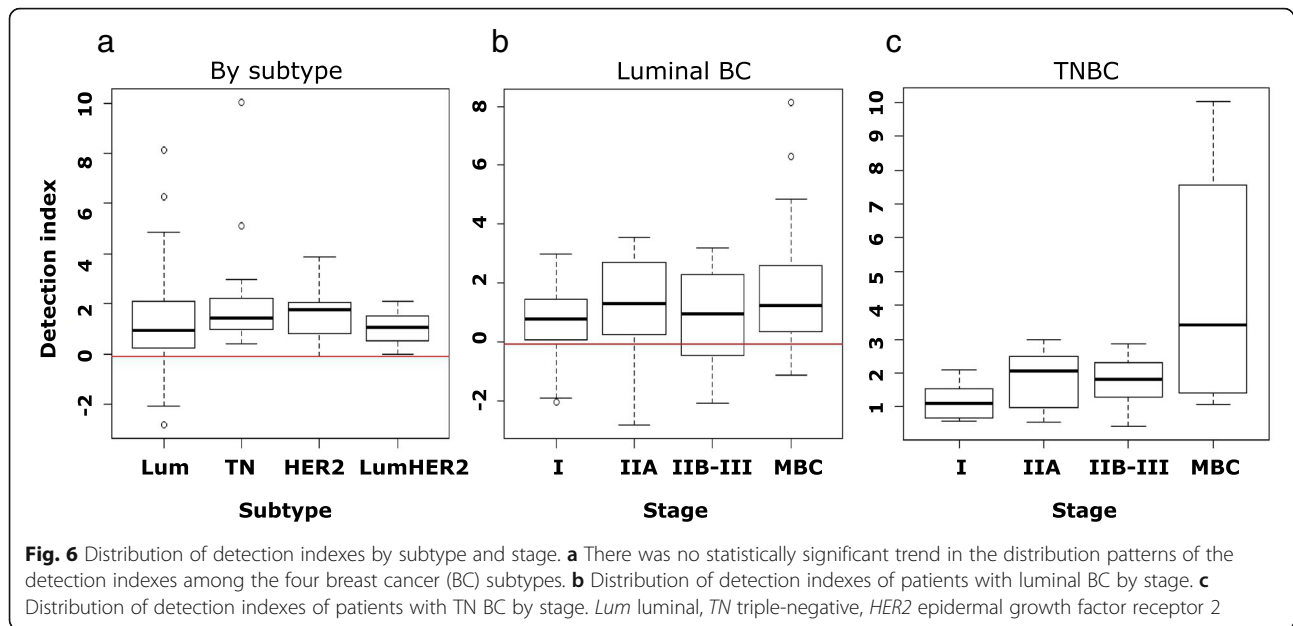 a
By subtype
Detection index
10
8
6
4
2
0
-2
Lum TN HER2 LumHER2
Subtype
b
Luminal BC
8
6
4
2
0
-2
I IIA IIB-III MBC
Stage
c
TNBC
10
9
8
7
6
5
4
3
2
1
I IIA IIB-III MBC
Stage
Fig. 6 Distribution of detection indexes by subtype and stage. a There was no statistically significant trend in the distribution patterns of the
detection indexes among the four breast cancer (BC) subtypes. b Distribution of detection indexes of patients with luminal BC by stage. c
Distribution of detection indexes of patients with TN BC by stage. Lum luminal, TN triple-negative, HER2 epidermal growth factor receptor 2